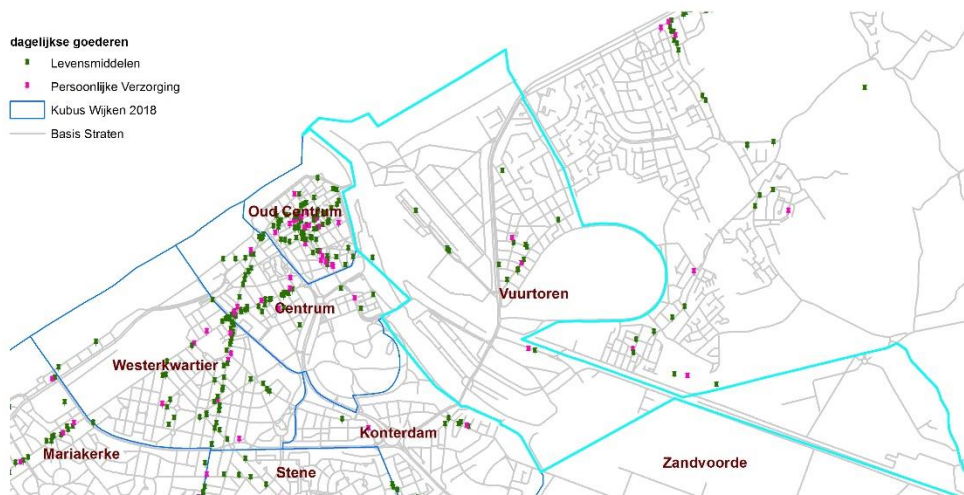 dagelijkse goederen
Levensmiddelen
Persoonlijke Verzorging
Kubus Wijken 2018
Basis Straten
Oud Centrum
Vuurtoren
Centrum
Westerkwartier
Konterdam
Mariakerke
Stene
Zandvoorde